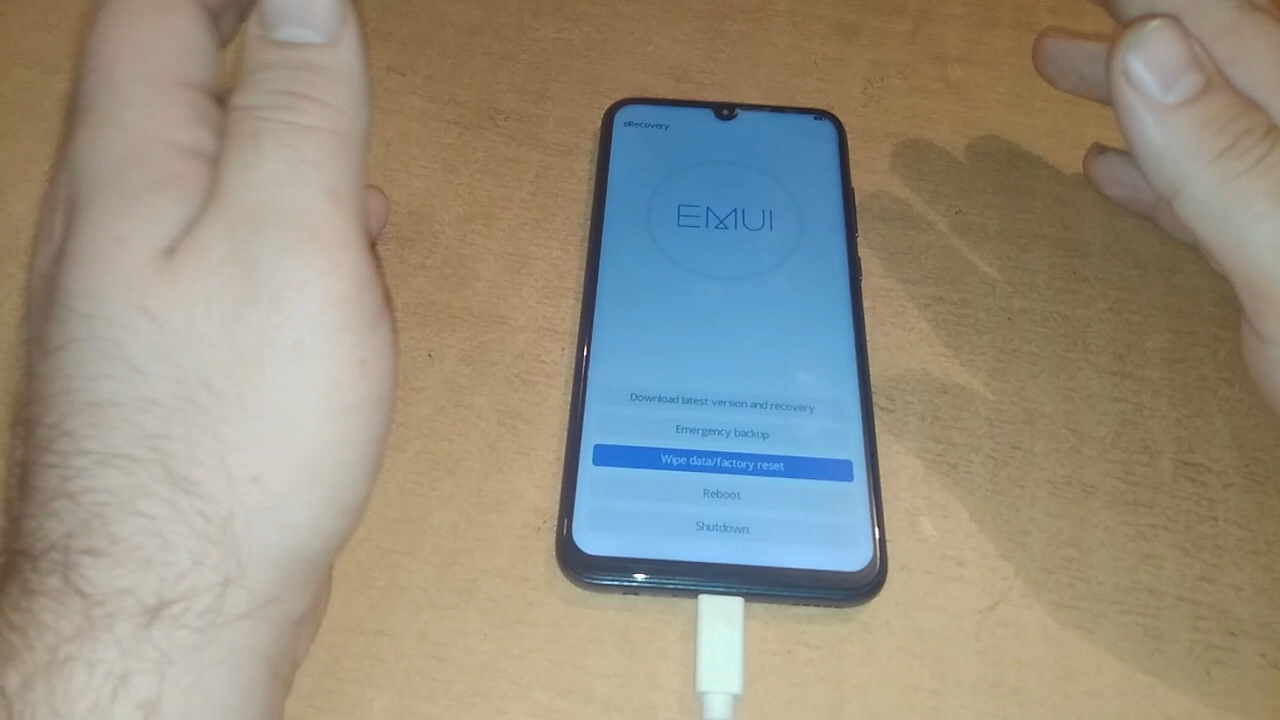 eRecovery
EMUI
Download latest version and recovery
Emergency backup
Wipe data/factory reset
Reboot
Shutdown